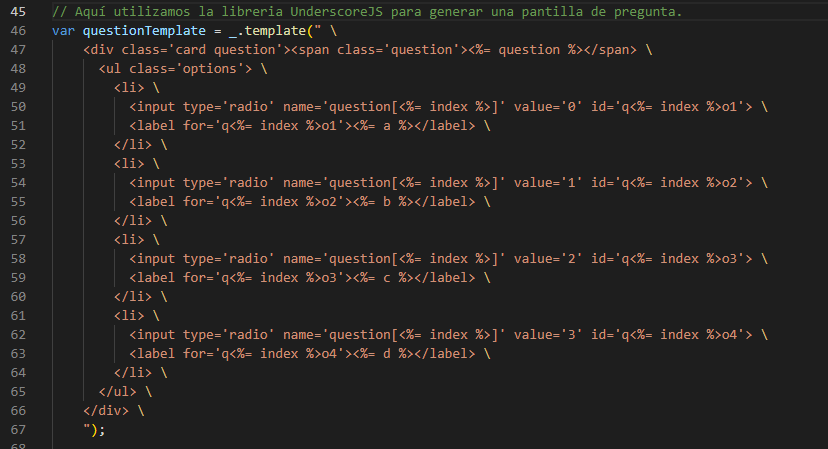 45 // Aquí utilizamos la libreria UnderscoreJS para generar una pantilla de pregunta.
46 var questionTemplate = _.template(" \
47 <div class='card question'><span class='question'><%= question %></span> \
48 <ul class='options'> \
49 <li> \
50 <input type='radio' name='question[<%= index %>]' value='0' id='q<%= index %>o1'> \
51 <label for='q<%= index %>o1'><%= a %></label> \
52 </li> \
53 <li> \
54 <input type='radio' name='question[<%= index %>]' value='1' id='q<%= index %>o2'> \
55 <label for='q<%= index %>o2'><%= b %></label> \
56 </li> \
57 <li> \
58 <input type='radio' name='question[<%= index %>]' value='2' id='q<%= index %>o3'> \
59 <label for='q<%= index %>o3'><%= c %></label> \
60 </li> \
61 <li> \
62 <input type='radio' name='question[<%= index %>]' value='3' id='q<%= index %>o4'> \
63 <label for='q<%= index %>o4'><%= d %></label> \
64 </li> \
65 </ul> \
66 </div> \
67 ");
68